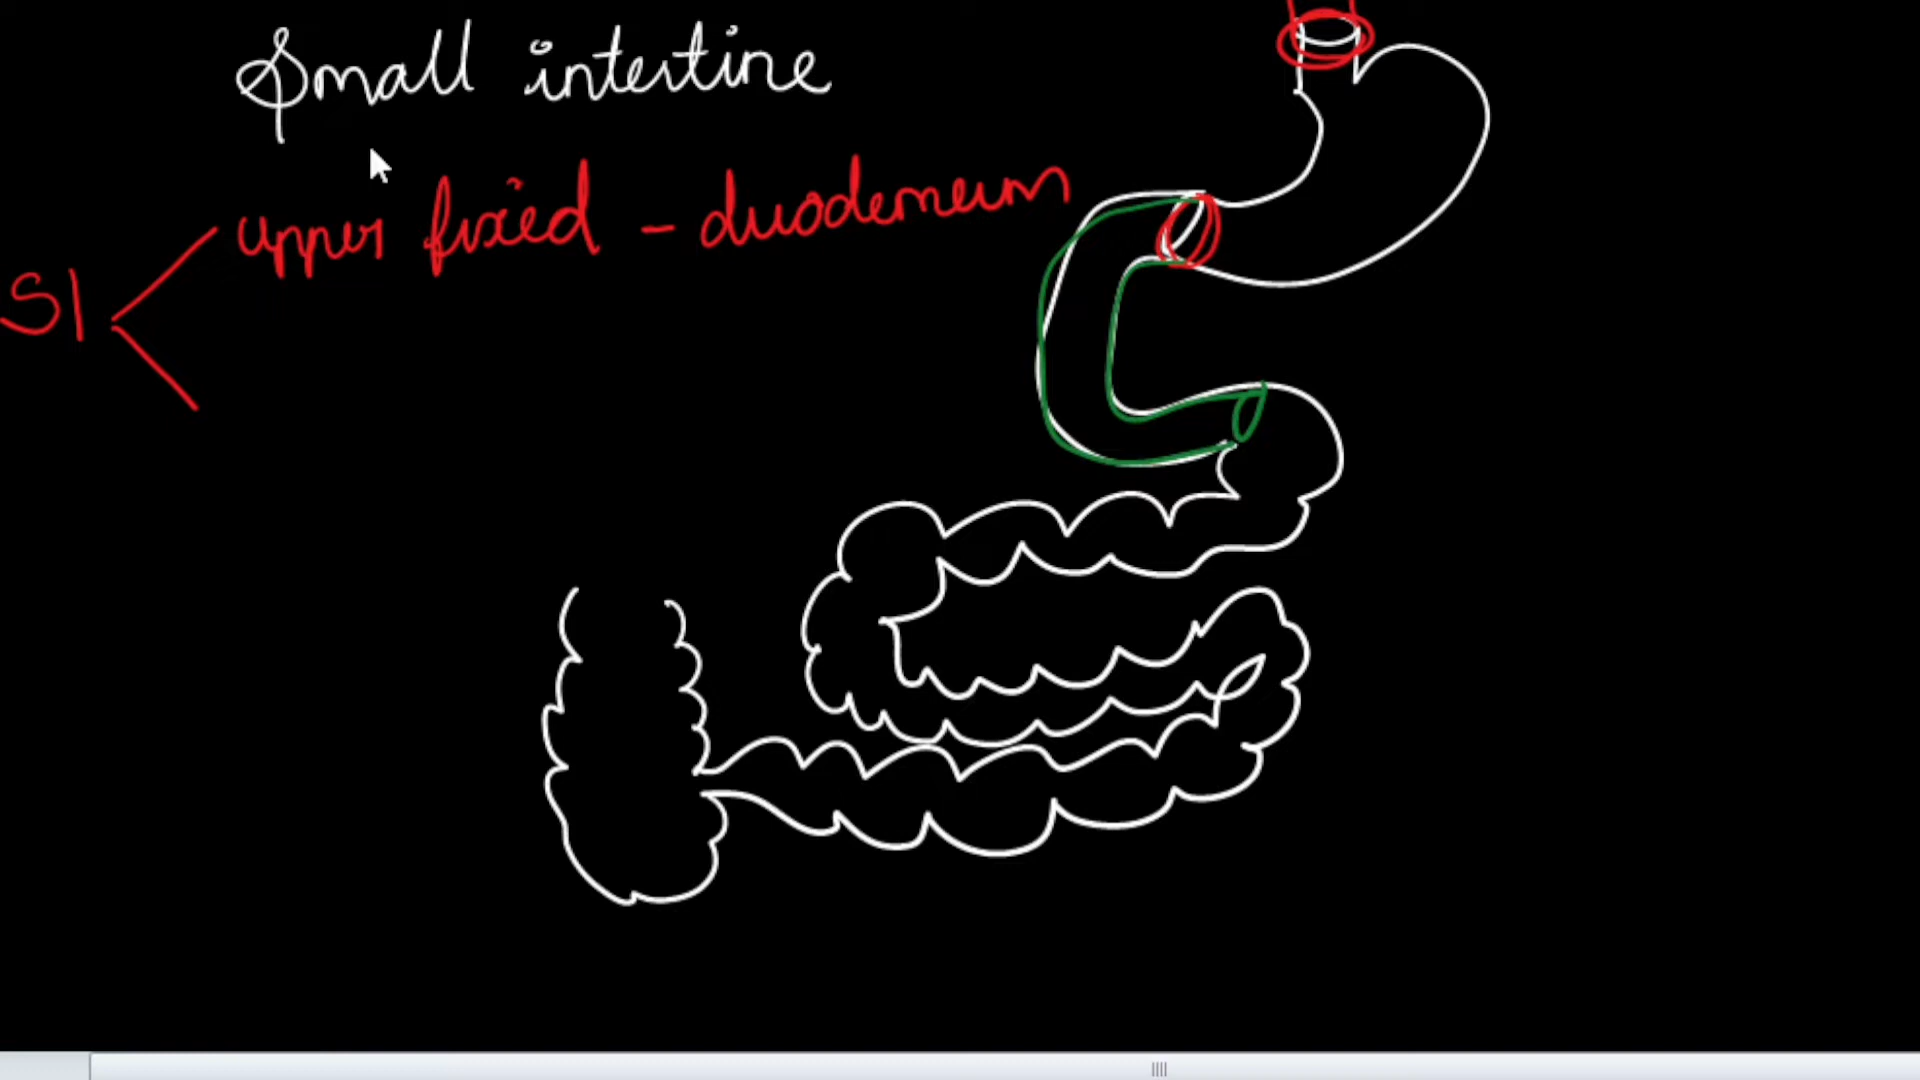 Small intestine
upper fixed - duodenum
SI